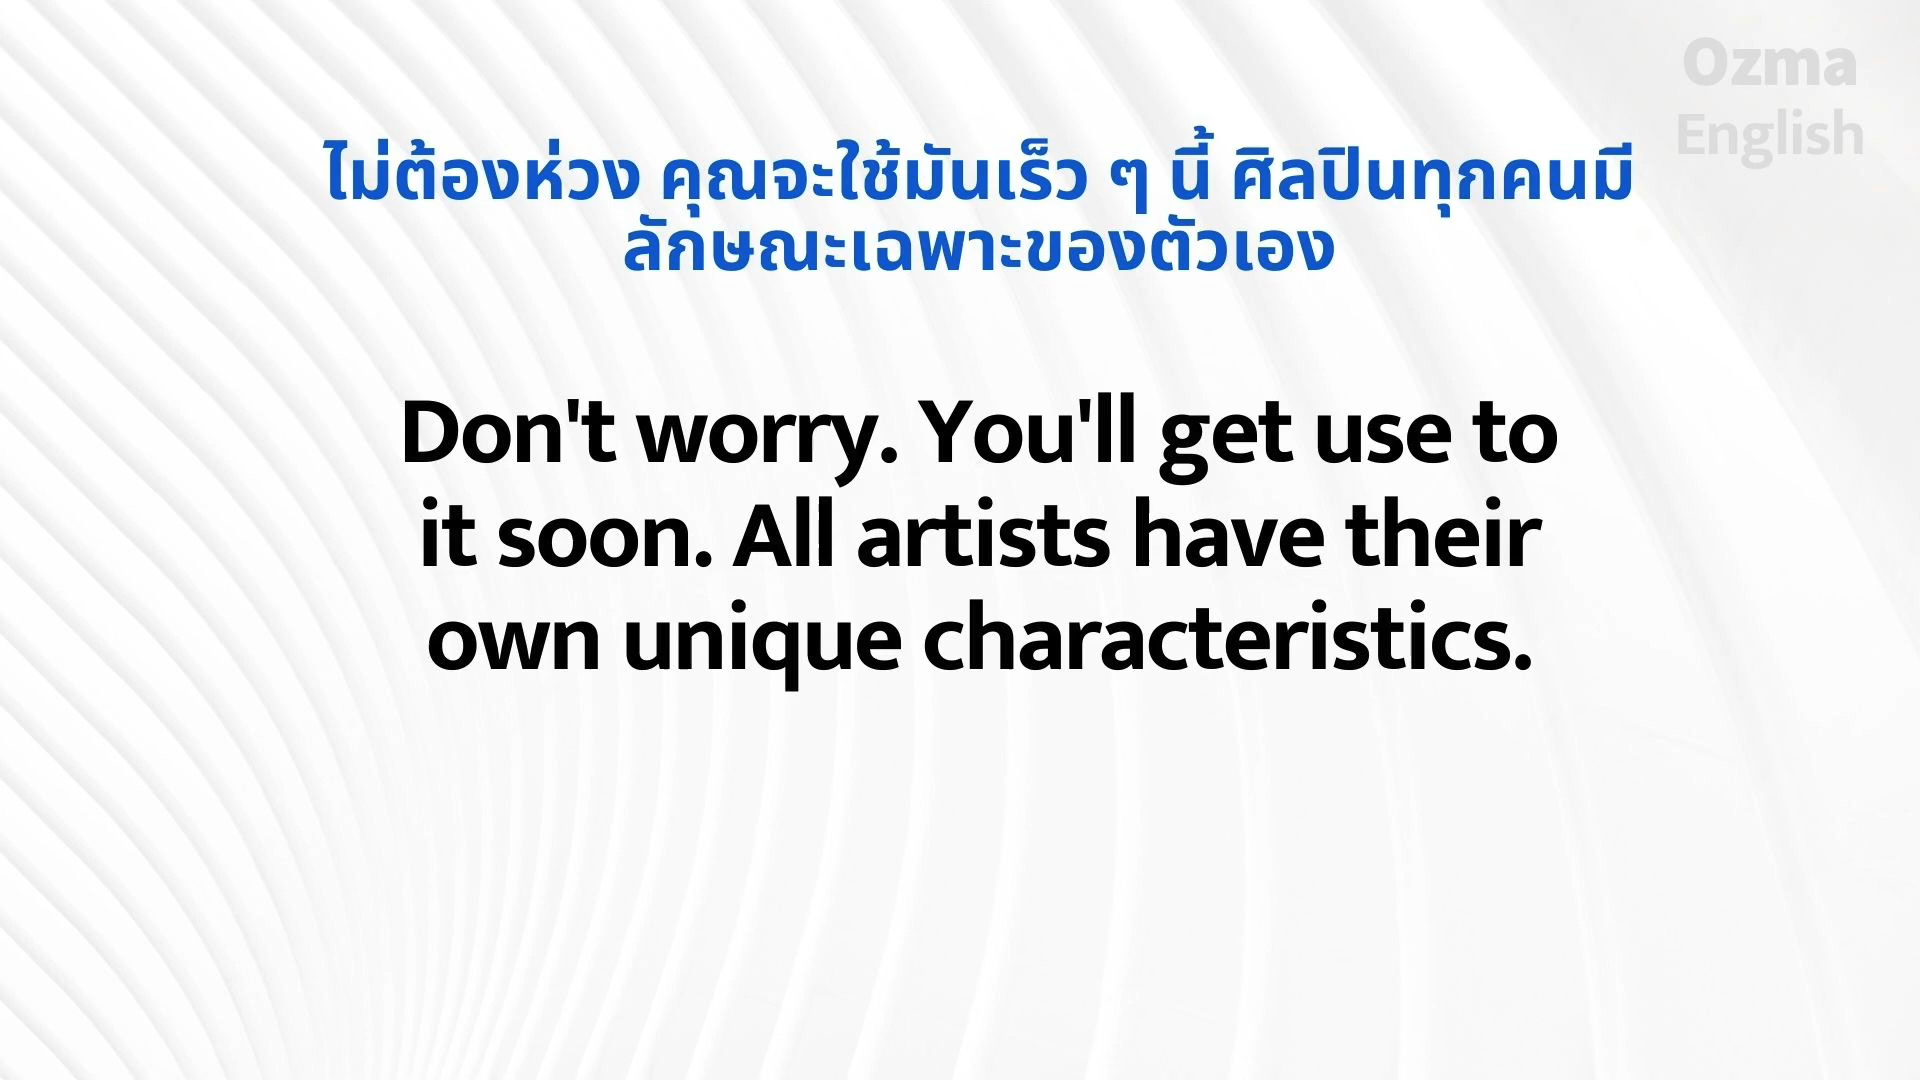 Ozma
English
ไม่ต้องห่วง คุณจะใช้มันเร็ว ๆ นี้ ศิลปินทุกคนมี
ลักษณะเฉพาะของตัวเอง
Don't worry. You'll get use to
it soon. All artists have their
own unique characteristics.